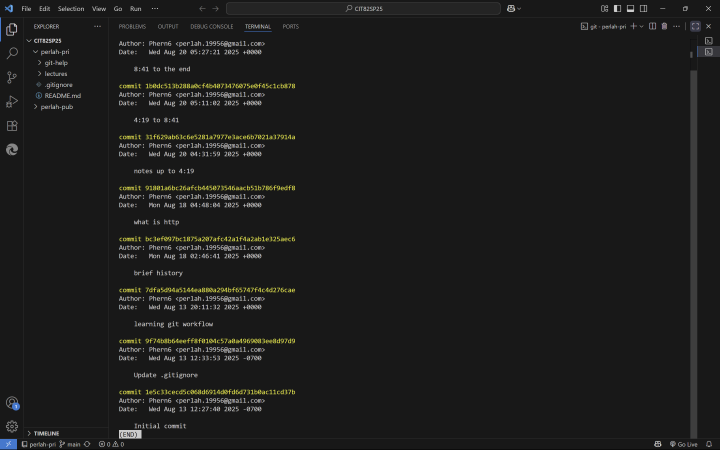 File Edit Selection View Go Run ··· CIT82SP25
EXPLORER ···
PROBLEMS OUTPUT DEBUG CONSOLE TERMINAL PORTS git - perlah-pri
CIT82SP25
perlah-pri
git-help
lectures
.gitignore
README.md
perlah-pub
Author: Phern6 <perlah.19956@gmail.com>
Date:   Wed Aug 20 05:27:21 2025 +0000
8:41 to the end
commit 1b0dc513b288a0cf4b4073476075e0f45c1cb878
Author: Phern6 <perlah.19956@gmail.com>
Date:   Wed Aug 20 05:11:02 2025 +0000
4:19 to 8:41
commit 31f629ab63c6e5281a7977e3ace6b7021a37914a
Author: Phern6 <perlah.19956@gmail.com>
Date:   Wed Aug 20 04:31:59 2025 +0000
notes up to 4:19
commit 91801a6bc26afcb445073546aacb51b786f9edf8
Author: Phern6 <perlah.19956@gmail.com>
Date:   Mon Aug 18 04:48:04 2025 +0000
what is http
commit bc3ef097bc1875a207afc42a1f4a2ab1e325aec6
Author: Phern6 <perlah.19956@gmail.com>
Date:   Mon Aug 18 02:46:41 2025 +0000
brief history
commit 7dfa5d94a5144ea880a294bf65747f4c4d276cae
Author: Phern6 <perlah.19956@gmail.com>
Date:   Wed Aug 13 20:11:32 2025 +0000
learning git workflow
commit 9f74b8b64eeff8f0104c57a0a4969083ee8d97d9
Author: Phern6 <perlah.19956@gmail.com>
Date:   Wed Aug 13 12:33:53 2025 -0700
Update .gitignore
commit 1e5c33cecd5c068d6914d0fd6d731b0ac11cd37b
Author: Phern6 <perlah.19956@gmail.com>
Date:   Wed Aug 13 12:27:40 2025 -0700
Initial commit
(END)
TIMELINE
perlah-pri main 0 0 Go Live